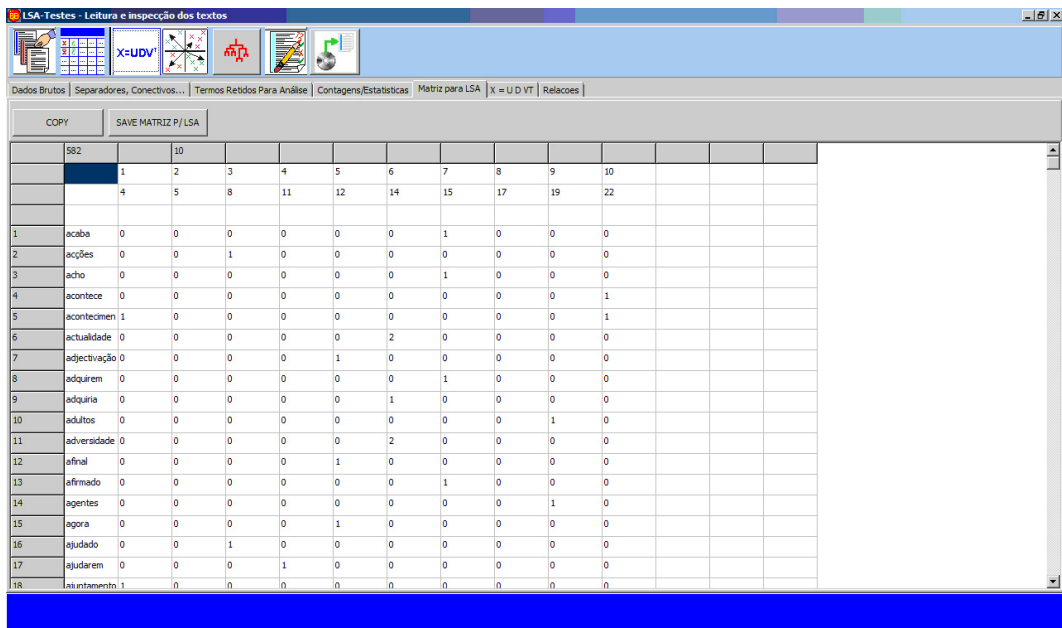 LSA-Testes - Leitura e inspecção dos textos
X=UDVᵀ
Dados Brutos Separadores, Conectivos... Termos Retidos Para Análise Contagens/Estatisticas Matriz para LSA X = U D VT Relacoes
COPY SAVE MATRIZ P/ LSA
582 10
1 2 3 4 5 6 7 8 9 10
4 5 8 11 12 14 15 17 19 22
1 acaba 0 0 0 0 0 0 1 0 0 0
2 acções 0 0 1 0 0 0 0 0 0 0
3 acho 0 0 0 0 0 0 1 0 0 0
4 acontece 0 0 0 0 0 0 0 0 0 1
5 acontecimen 1 0 0 0 0 0 0 0 0 1
6 actualidade 0 0 0 0 0 2 0 0 0 0
7 adjectivação 0 0 0 0 1 0 0 0 0 0
8 adquirem 0 0 0 0 0 0 1 0 0 0
9 adquiria 0 0 0 0 0 1 0 0 0 0
10 adultos 0 0 0 0 0 0 0 0 1 0
11 adversidade 0 0 0 0 0 2 0 0 0 0
12 afinal 0 0 0 0 1 0 0 0 0 0
13 afirmado 0 0 0 0 0 0 1 0 0 0
14 agentes 0 0 0 0 0 0 0 0 1 0
15 agora 0 0 0 0 1 0 0 0 0 0
16 ajudado 0 0 1 0 0 0 0 0 0 0
17 ajudarem 0 0 0 1 0 0 0 0 0 0
18 ajuntamento 1 0 0 0 0 0 0 0 0 0